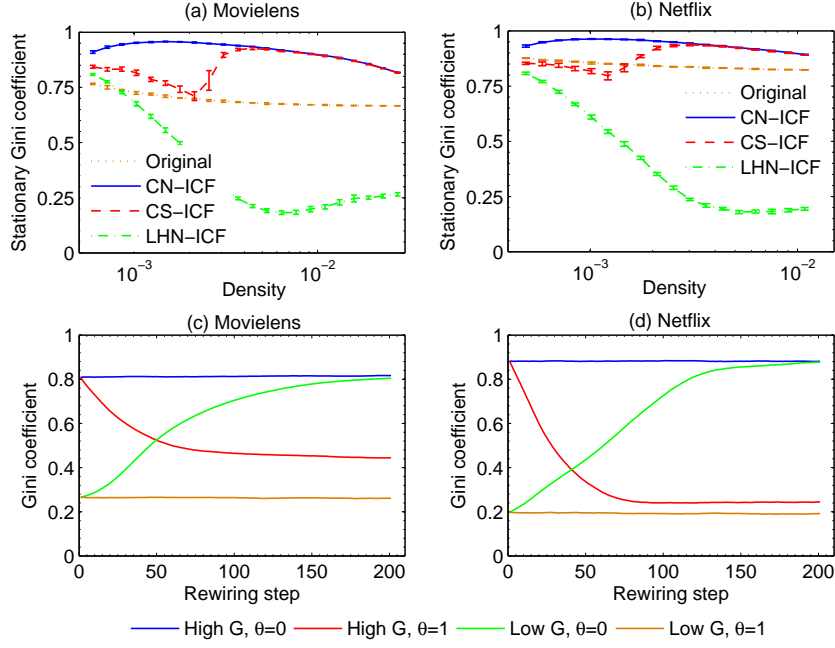 (a) Movielens
Stationary Gini coefficient
1
0.75
0.5
0.25
0
Original
CN−ICF
CS−ICF
LHN−ICF
10−3
10−2
Density
(b) Netflix
Stationary Gini coefficient
1
0.75
0.5
0.25
0
Original
CN−ICF
CS−ICF
LHN−ICF
10−3
10−2
Density
(c) Movielens
Gini coefficient
1
0.8
0.6
0.4
0.2
0
0 50 100 150 200
Rewiring step
(d) Netflix
Gini coefficient
1
0.8
0.6
0.4
0.2
0
0 50 100 150 200
Rewiring step
High G, θ=0 High G, θ=1 Low G, θ=0 Low G, θ=1